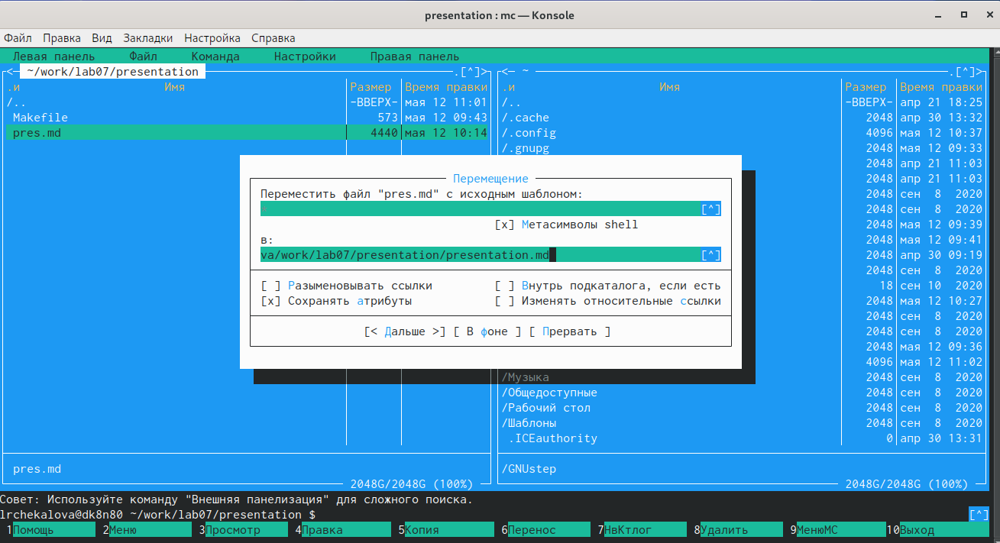 presentation : mc — Konsole
Файл Правка Вид Закладки Настройка Справка
Левая панель Файл Команда Настройки Правая панель
<— ~/work/lab07/presentation .[^]> <— ~ .[^]>
.и Имя Размер Время правки .и Имя Размер Время правки
/.. -ВВЕРХ- мая 12 11:01 /.. -ВВЕРХ- апр 21 18:25
Makefile 573 мая 12 09:43 /.cache 2048 апр 30 13:32
pres.md 4440 мая 12 10:14 /.config 4096 мая 12 10:37
/.gnupg 2048 мая 12 09:33
2048 апр 21 11:03
Перемещение 2048 апр 21 11:03
Переместить файл "pres.md" с исходным шаблоном: 2048 сен 8 2020
[^] 2048 сен 8 2020
[x] Метасимволы shell 2048 мая 12 09:39
в: 2048 мая 12 09:41
va/work/lab07/presentation/presentation.md [^] 2048 апр 30 09:19
2048 сен 8 2020
[ ] Разыменовывать ссылки [ ] Внутрь подкаталога, если есть 18 сен 10 2020
[x] Сохранять атрибуты [ ] Изменять относительные ссылки 2048 мая 12 10:27
2048 сен 8 2020
[< Дальше >] [ В фоне ] [ Прервать ] 2048 сен 8 2020
2048 мая 12 09:36
4096 мая 12 11:02
/Музыка 2048 сен 8 2020
/Общедоступные 2048 сен 8 2020
/Рабочий стол 2048 сен 8 2020
/Шаблоны 2048 сен 8 2020
.ICEauthority 0 апр 30 13:31
pres.md /GNUstep
2048G/2048G (100%) 2048G/2048G (100%)
Совет: Используйте команду "Внешняя панелизация" для сложного поиска.
lrchekalova@dk8n80 ~/work/lab07/presentation $ [^]
1Помощь 2Меню 3Просмотр 4Правка 5Копия 6Перенос 7НвКтлог 8Удалить 9МенюMC 10Выход